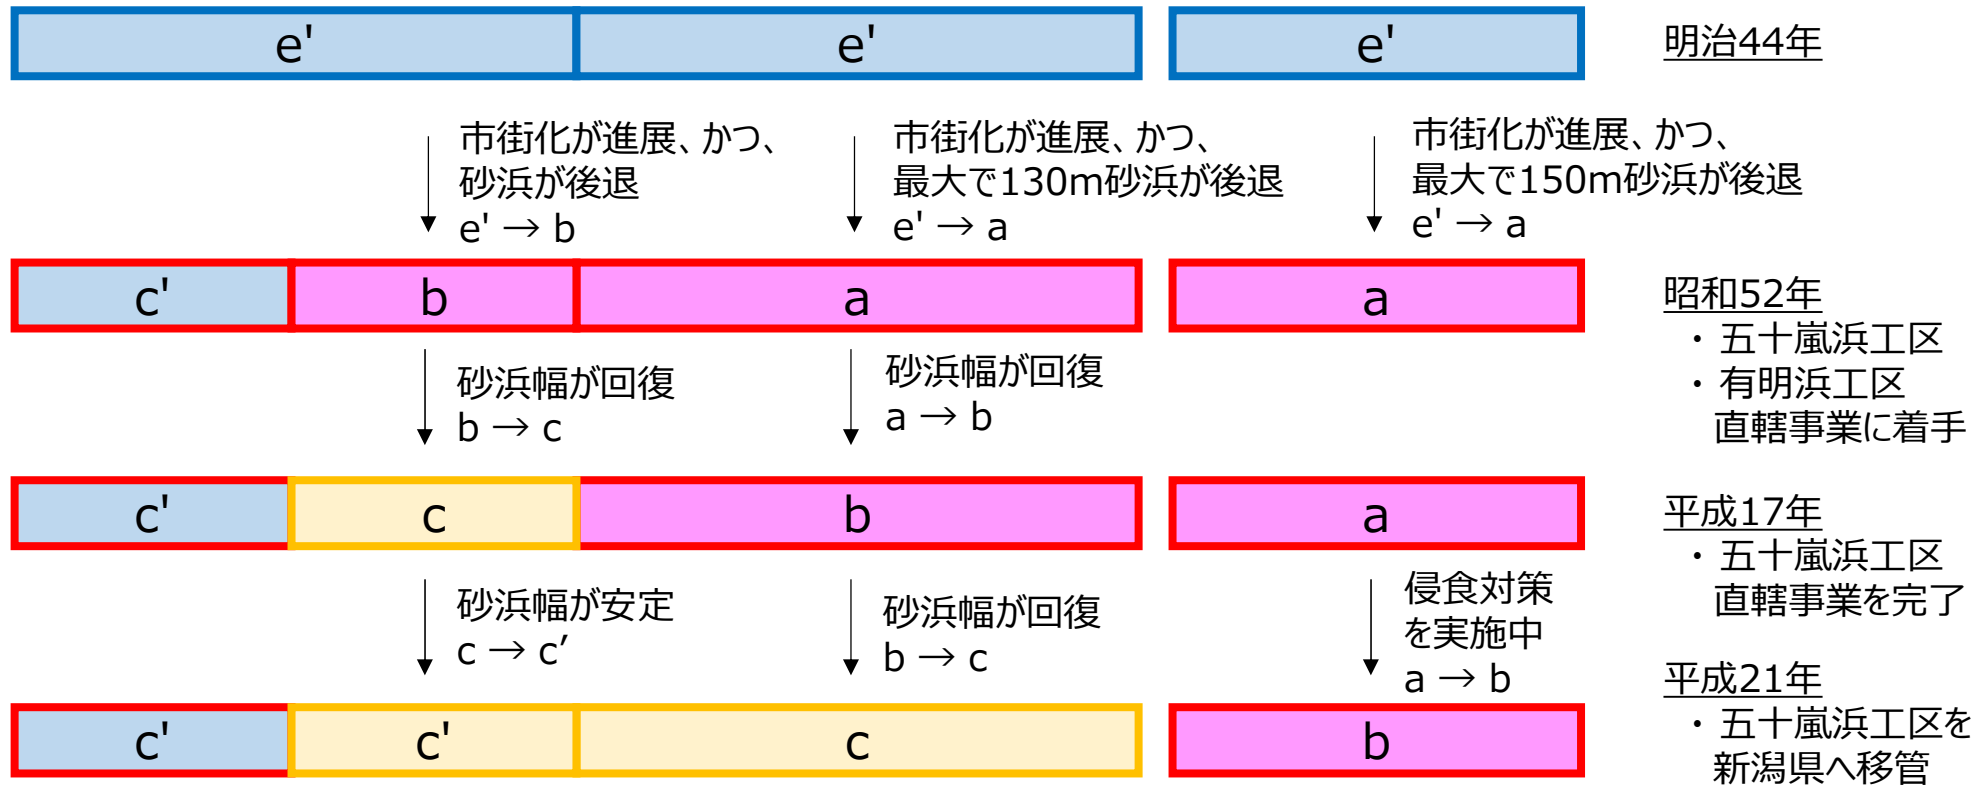 e'
e'
e'
明治44年
市街化が進展、かつ、
砂浜が後退
e' → b
市街化が進展、かつ、
最大で130m砂浜が後退
e' → a
市街化が進展、かつ、
最大で150m砂浜が後退
e' → a
c'
b
a
a
昭和52年
・五十嵐浜工区
・有明浜工区
直轄事業に着手
砂浜幅が回復
b → c
砂浜幅が回復
a → b
c'
c
b
a
平成17年
・五十嵐浜工区
直轄事業を完了
砂浜幅が安定
c → c’
砂浜幅が回復
b → c
侵食対策
を実施中
a → b
c'
c'
c
b
平成21年
・五十嵐浜工区を
新潟県へ移管